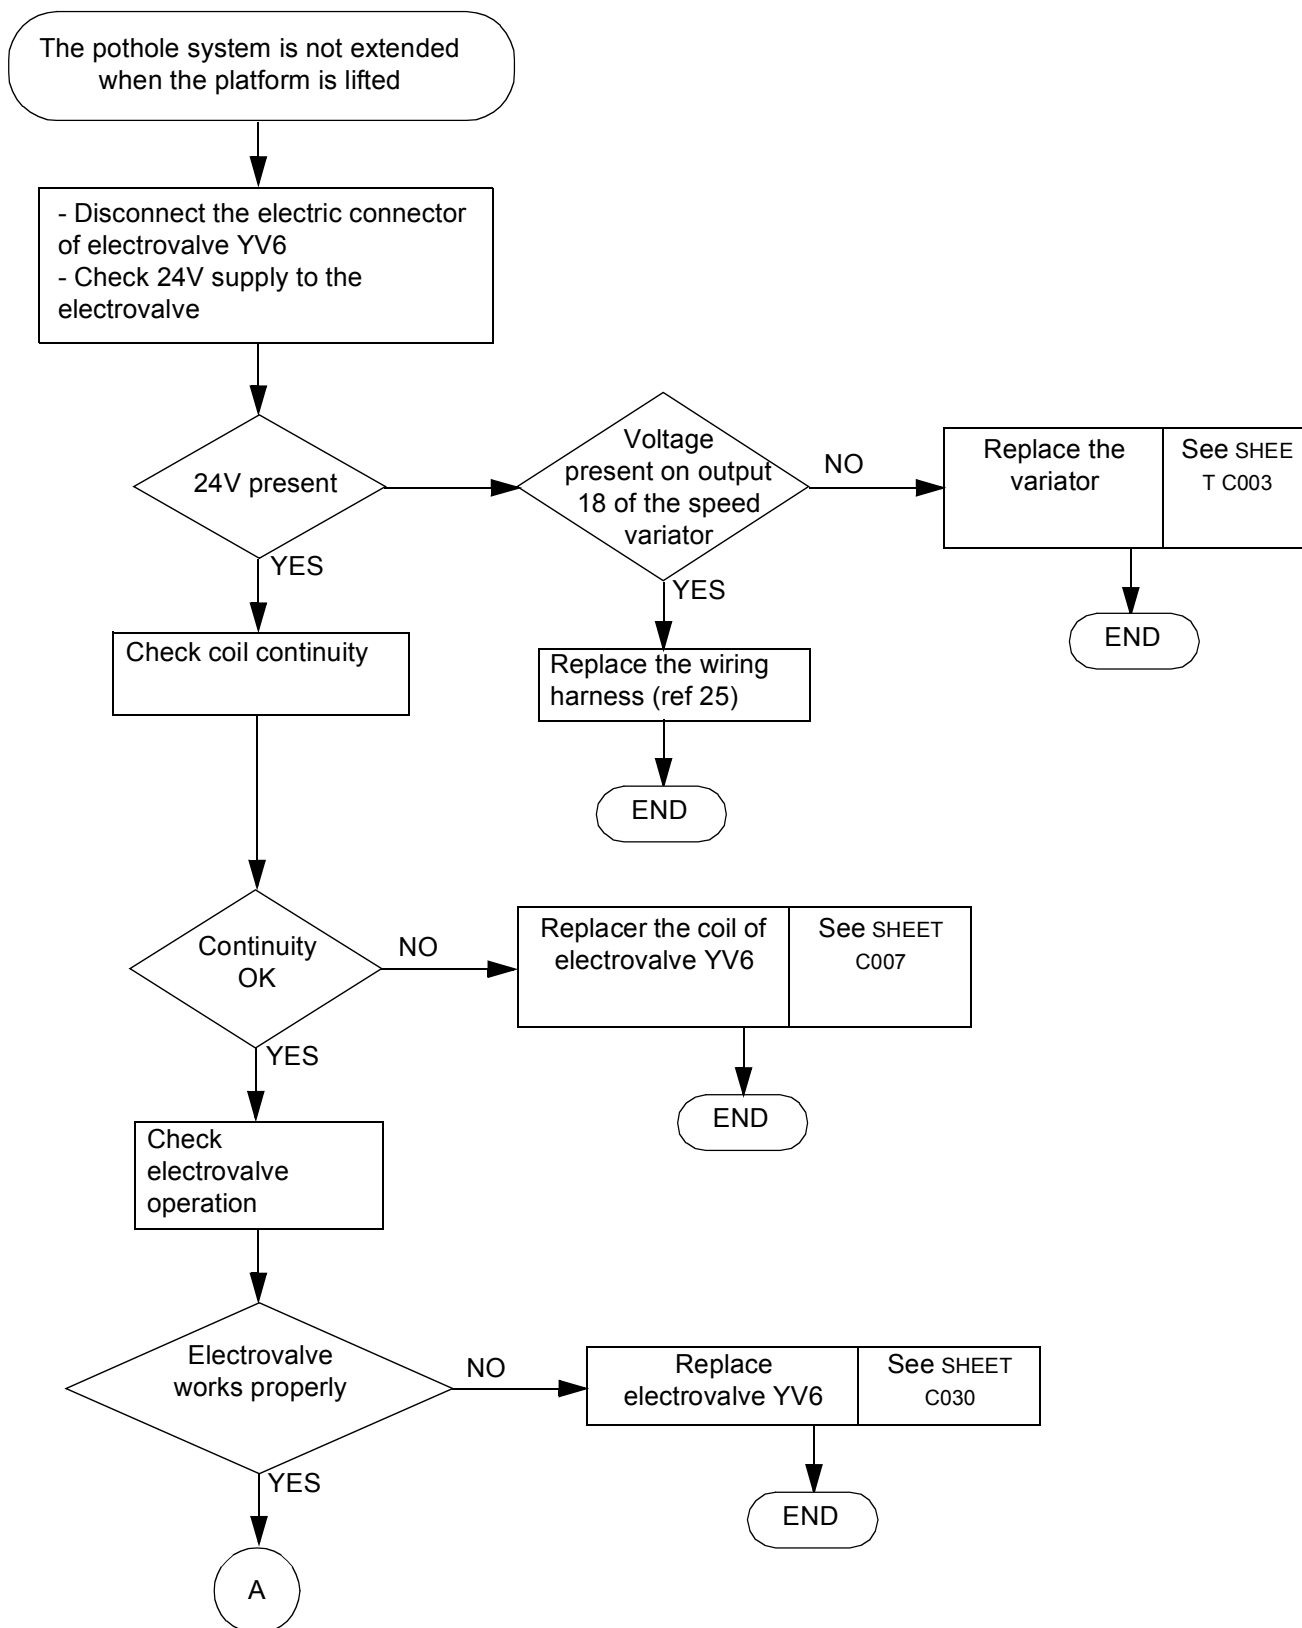 The pothole system is not extended
when the platform is lifted
- Disconnect the electric connector
of electrovalve YV6
- Check 24V supply to the
electrovalve
24V present
YES
Voltage
present on output
18 of the speed
variator
NO
Replace the
variator
See SHEE
T C003
END
YES
Replace the wiring
harness (ref 25)
END
Check coil continuity
Continuity
OK
NO
Replacer the coil of
electrovalve YV6
See SHEET
C007
END
YES
Check
electrovalve
operation
Electrovalve
works properly
NO
Replace
electrovalve YV6
See SHEET
C030
END
YES
A